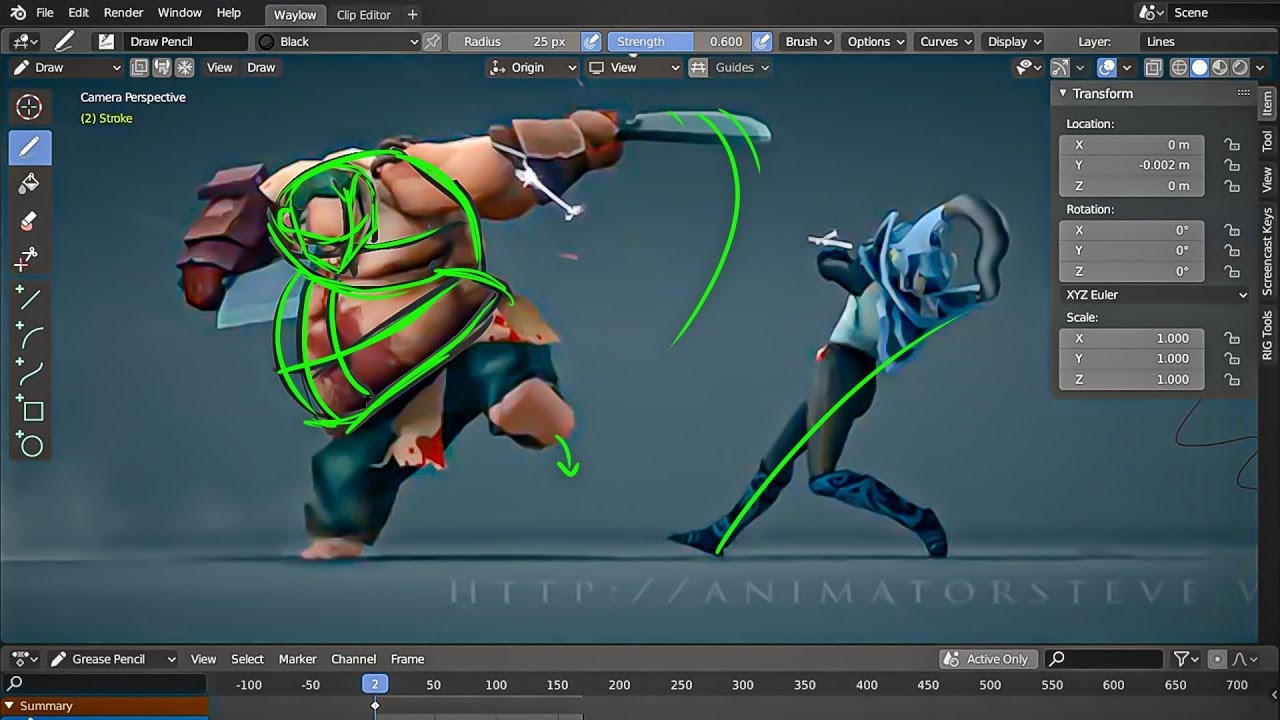 File Edit Render Window Help Waylow Clip Editor + Scene
Draw Pencil Black Radius 25 px Strength 0.600 Brush Options Curves Display Layer: Lines
Draw View Draw Origin View Guides
Camera Perspective
(2) Stroke
Transform
Location:
X 0 m
Y -0.002 m
Z 0 m
Rotation:
X 0°
Y 0°
Z 0°
XYZ Euler
Scale:
X 1.000
Y 1.000
Z 1.000
Item
Tool
View
Screencast Keys
RIG Tools
HTTP://ANIMATORSTEVE.
Grease Pencil View Select Marker Channel Frame Active Only
-100 -50 2 50 100 150 200 250 300 350 400 450 500 550 600 650 700
Summary